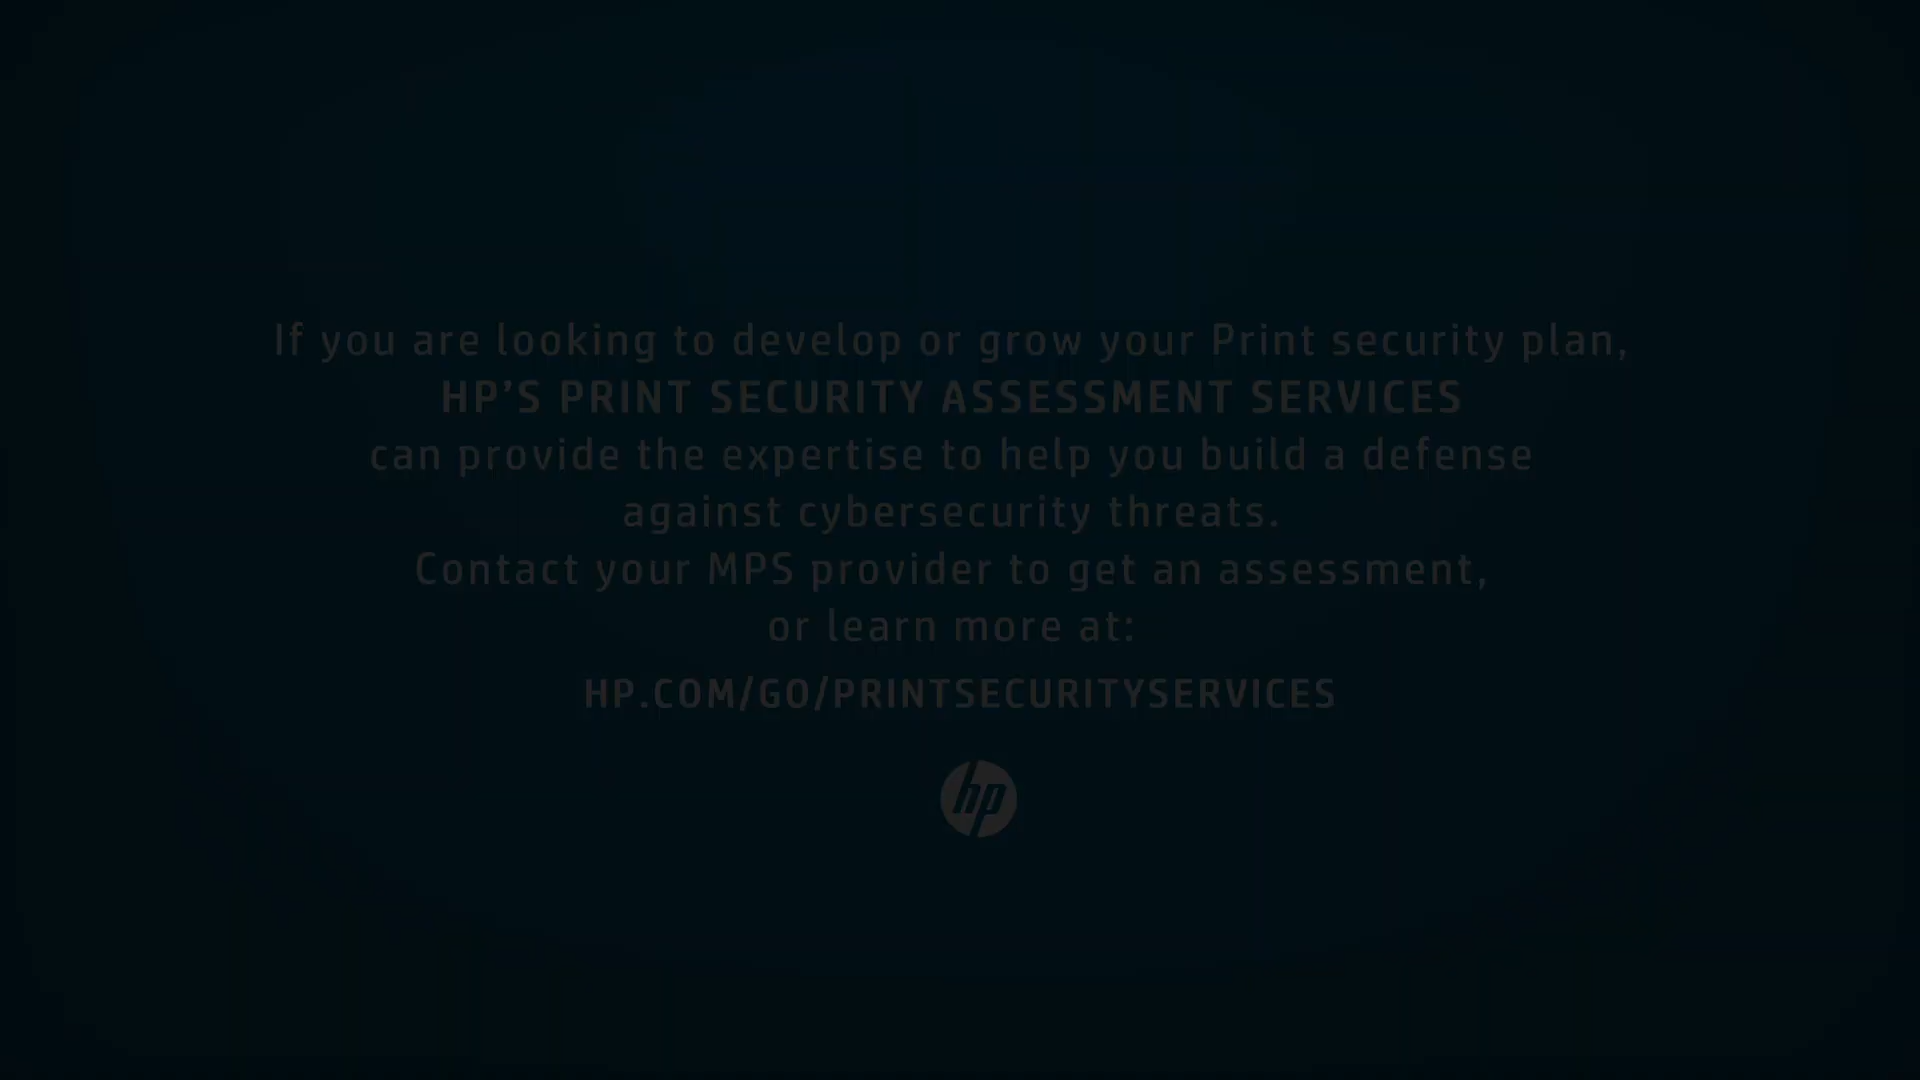 If you are looking to develop or grow your Print security plan,
HP’S PRINT SECURITY ASSESSMENT SERVICES
can provide the expertise to help you build a defense
against cybersecurity threats.
Contact your MPS provider to get an assessment,
or learn more at:
HP.COM/GO/PRINTSECURITYSERVICES
hp